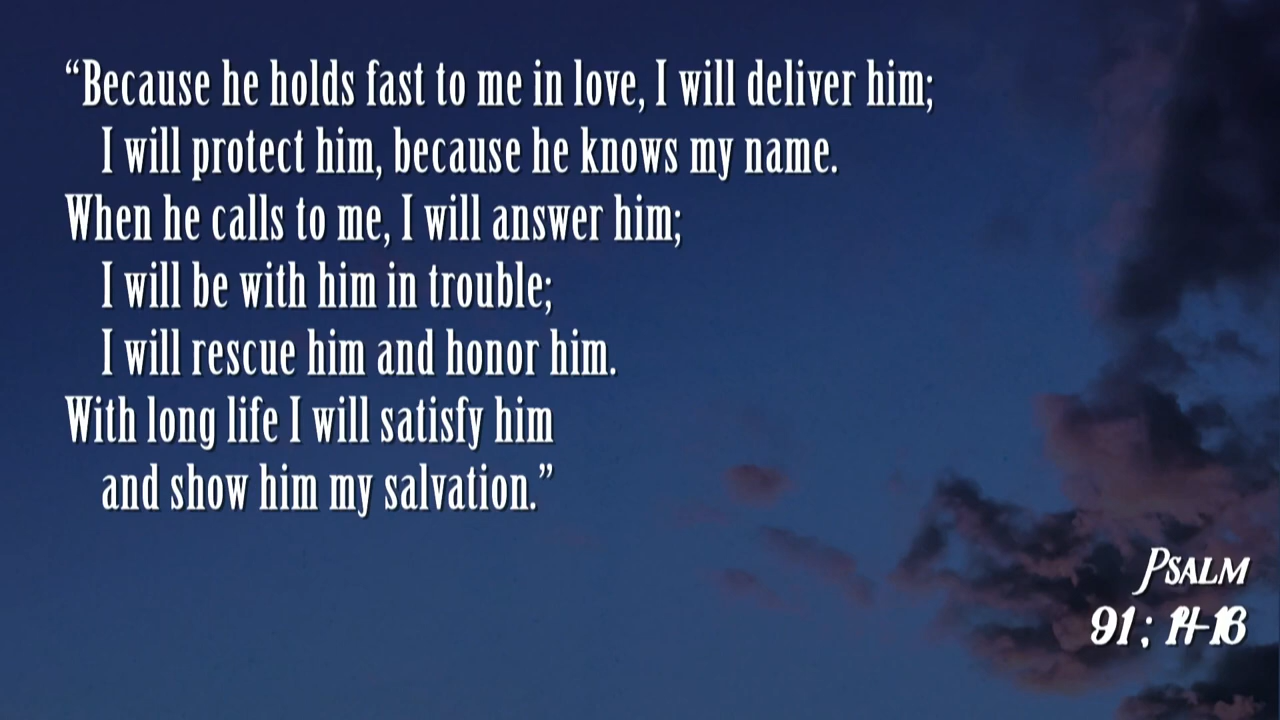 “Because he holds fast to me in love, I will deliver him;
I will protect him, because he knows my name.
When he calls to me, I will answer him;
I will be with him in trouble;
I will rescue him and honor him.
With long life I will satisfy him
and show him my salvation.”
Psalm
91; 14-16